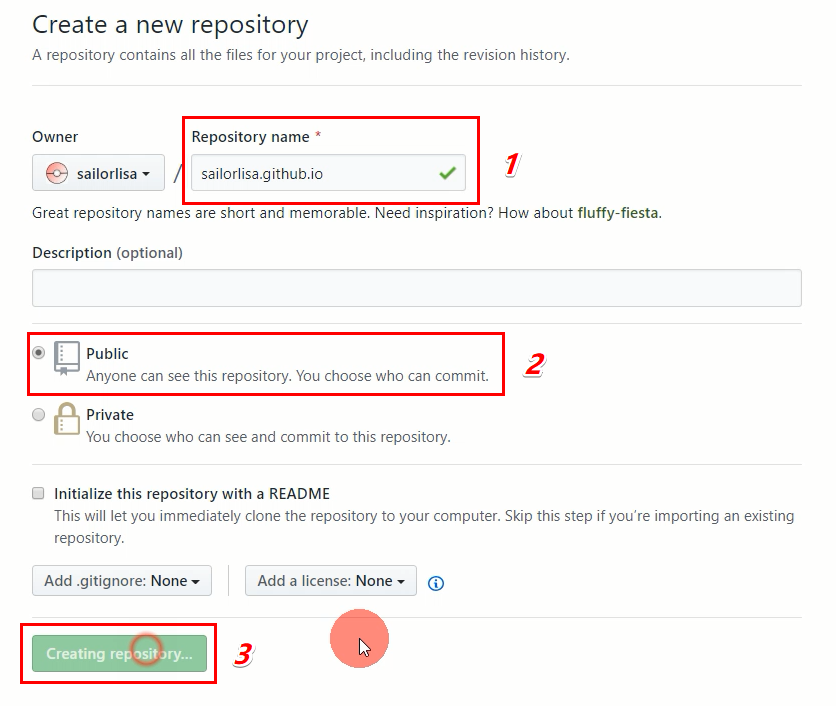 Create a new repository
A repository contains all the files for your project, including the revision history.
Owner
Repository name *
sailorlisa
/
sailorlisa.github.io
1
Great repository names are short and memorable. Need inspiration? How about fluffy-fiesta.
Description (optional)
Public
Anyone can see this repository. You choose who can commit.
2
Private
You choose who can see and commit to this repository.
Initialize this repository with a README
This will let you immediately clone the repository to your computer. Skip this step if you’re importing an existing
repository.
Add .gitignore: None
Add a license: None
Creating repository...
3